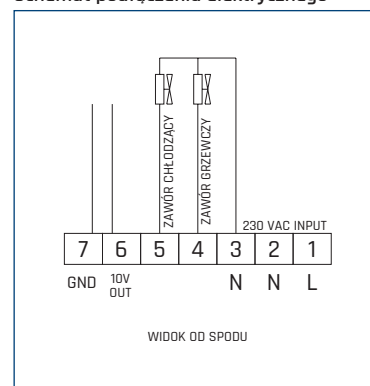 Schemat podłączenia elektrycznego
ZAWÓR CHŁODZĄCY
ZAWÓR GRZEWCZY
230 VAC INPUT
7 6 5 4 3 2 1
GND 10V OUT N N L
WIDOK OD SPODU